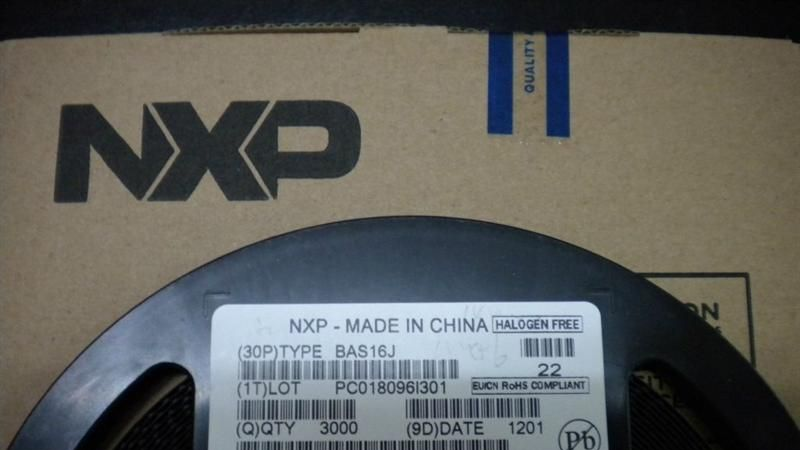 QUALITY
NXP
NXP - MADE IN CHINA HALOGEN FREE
(30P)TYPE BAS16J
22
(1T)LOT PC018096I301 EU/CN RoHS COMPLIANT
(Q)QTY 3000 (9D)DATE 1201
Pb